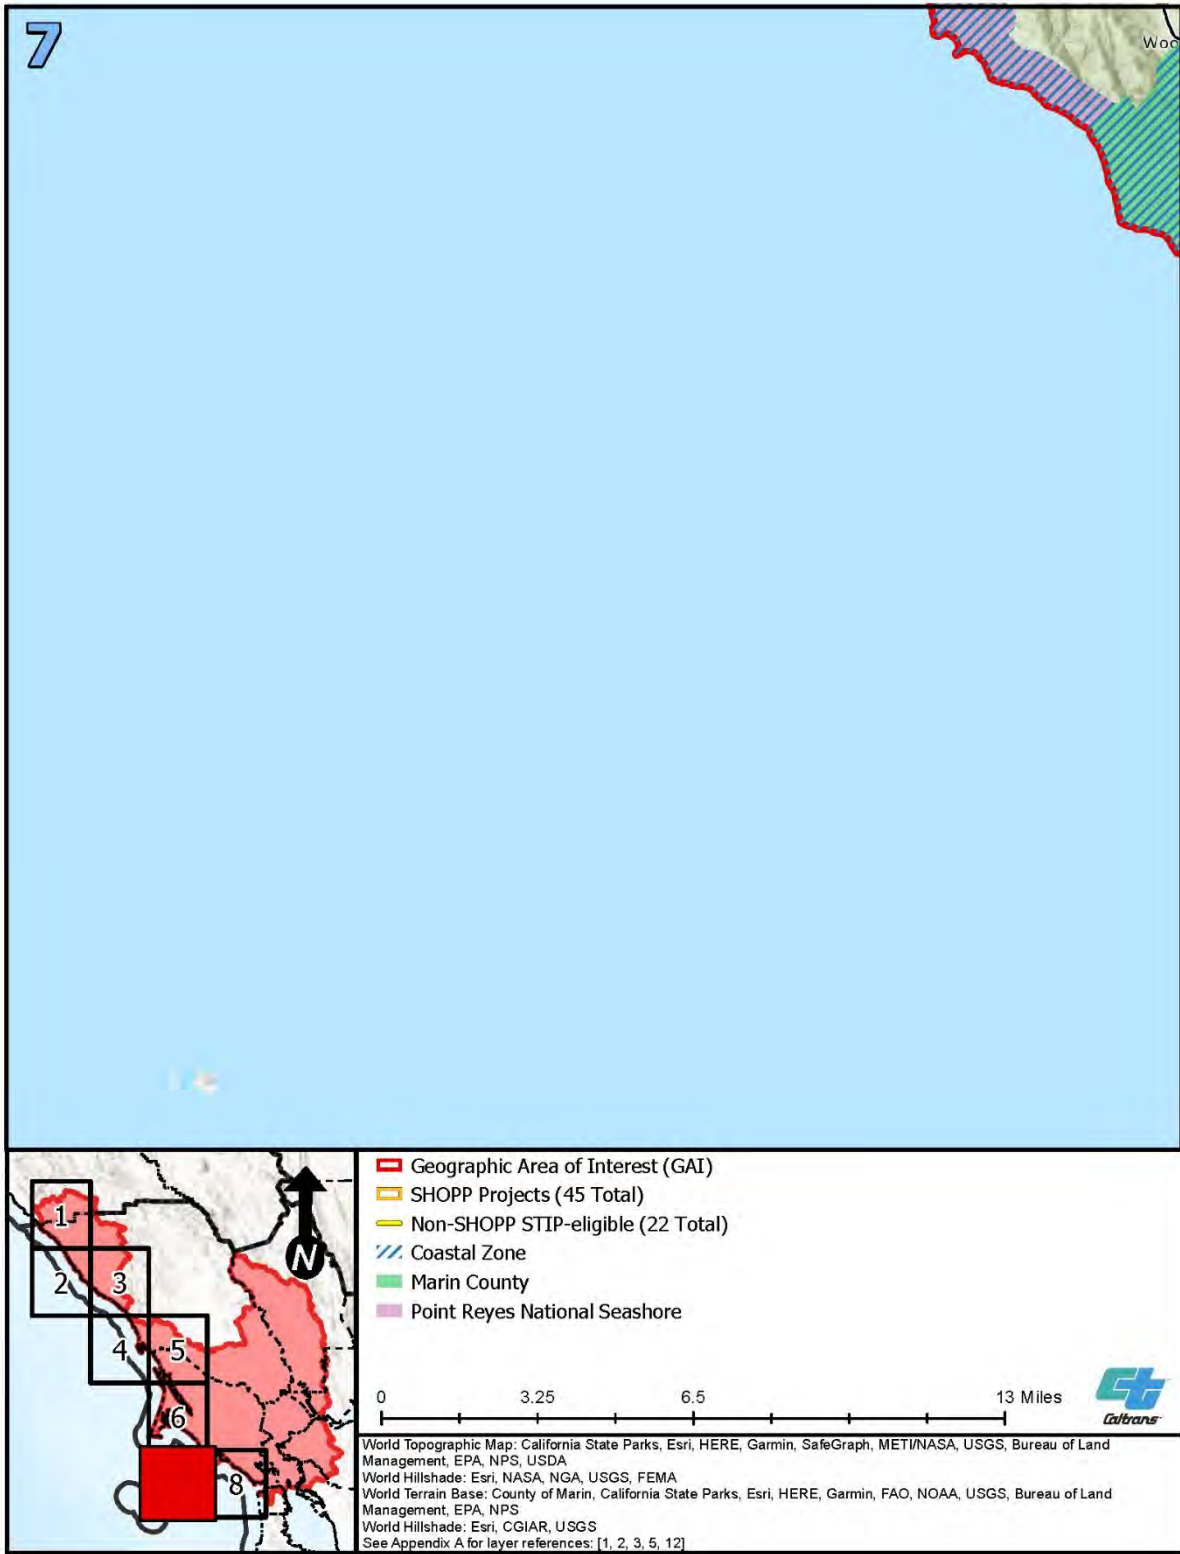 7
Woo
1
2
3
4
5
6
8
N
Geographic Area of Interest (GAI)
SHOPP Projects (45 Total)
Non-SHOPP STIP-eligible (22 Total)
Coastal Zone
Marin County
Point Reyes National Seashore
0 3.25 6.5 13 Miles
Caltrans
World Topographic Map: California State Parks, Esri, HERE, Garmin, SafeGraph, METI/NASA, USGS, Bureau of Land
Management, EPA, NPS, USDA
World Hillshade: Esri, NASA, NGA, USGS, FEMA
World Terrain Base: County of Marin, California State Parks, Esri, HERE, Garmin, FAO, NOAA, USGS, Bureau of Land
Management, EPA, NPS
World Hillshade: Esri, CGIAR, USGS
See Appendix A for layer references: [1, 2, 3, 5, 12]